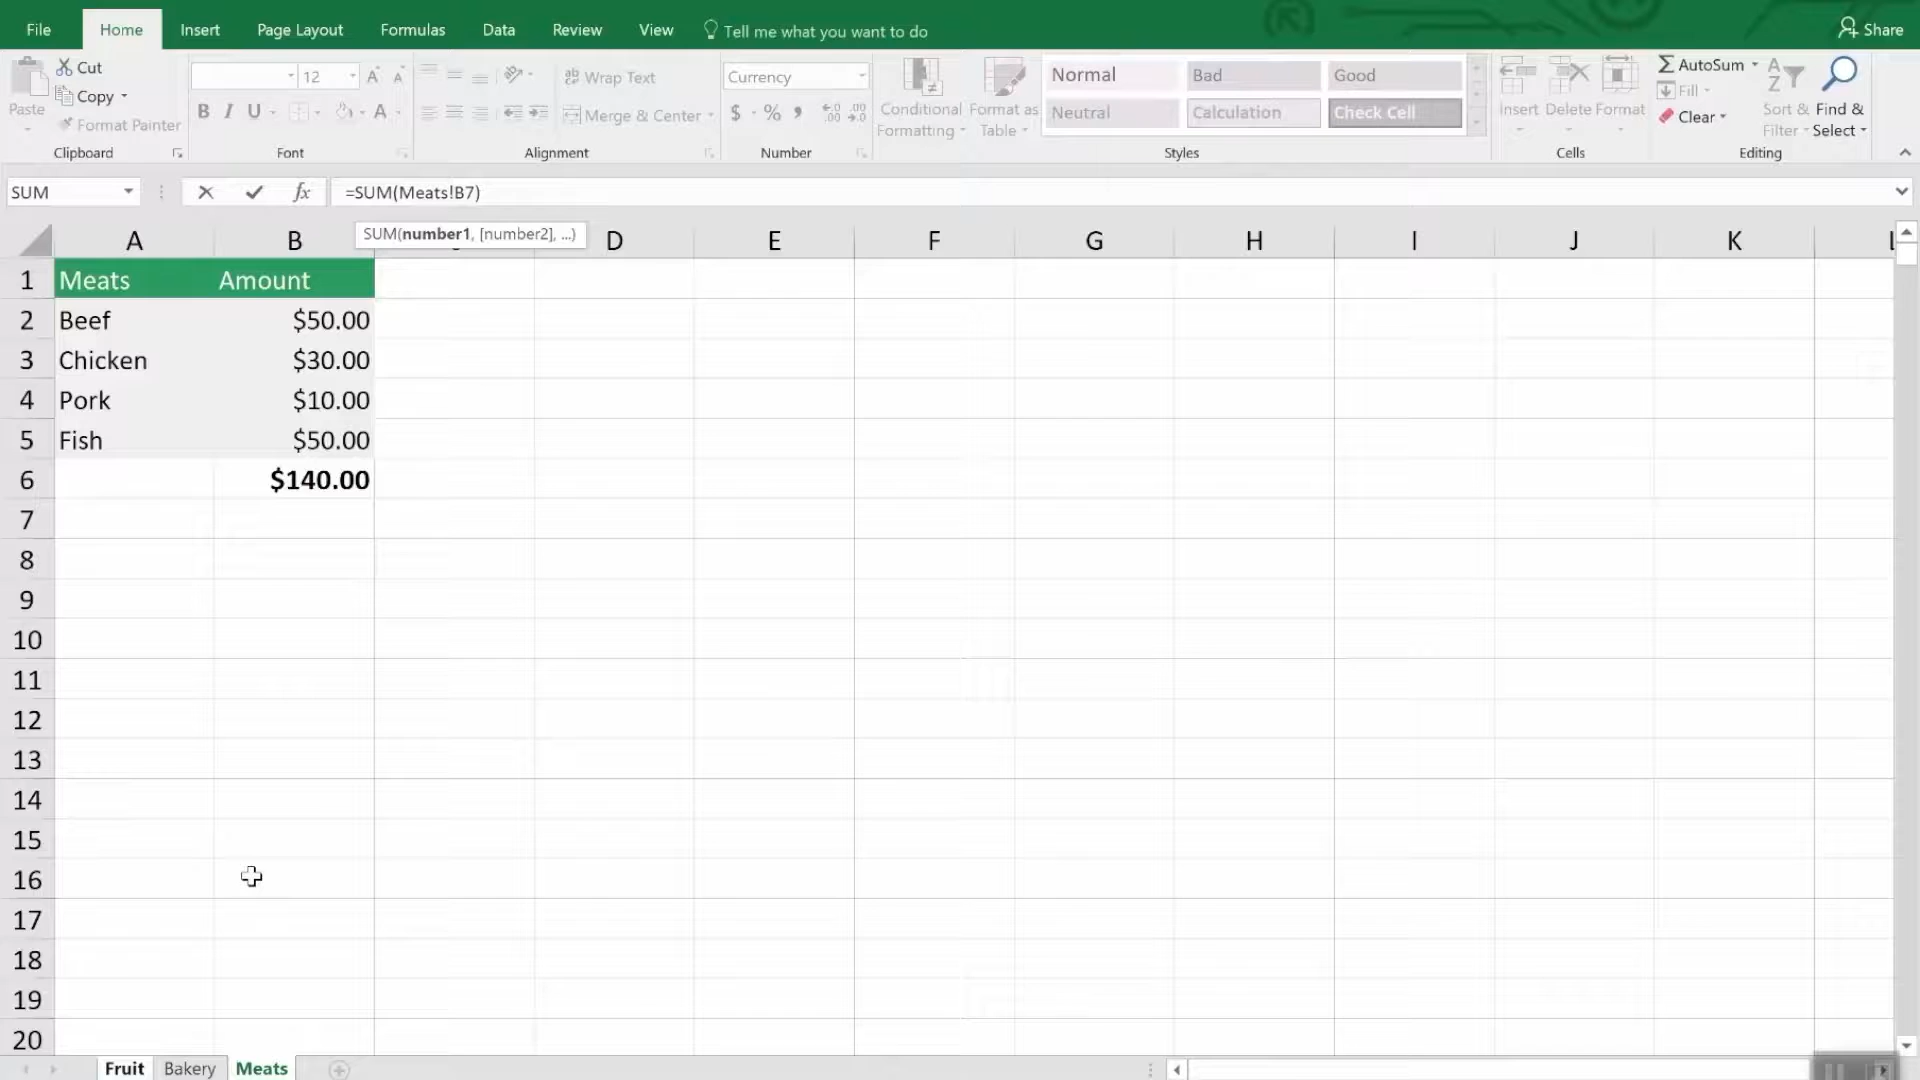 File Home Insert Page Layout Formulas Data Review View Tell me what you want to do Share
Paste Cut Copy Format Painter Clipboard
12 A A B I U A Font
Wrap Text Merge & Center Alignment
Currency $ % , .0 .00 Number
Conditional Formatting Format as Table Normal Bad Good Neutral Calculation Check Cell Styles
Insert Delete Format Cells
AutoSum Fill Clear Sort & Filter Find & Select Editing
SUM fx =SUM(Meats!B7)
SUM(number1, [number2], ...)
A B D E F G H I J K
1 Meats Amount
2 Beef $50.00
3 Chicken $30.00
4 Pork $10.00
5 Fish $50.00
6 $140.00
7
8
9
10
11
12
13
14
15
16
17
18
19
20
Fruit Bakery Meats